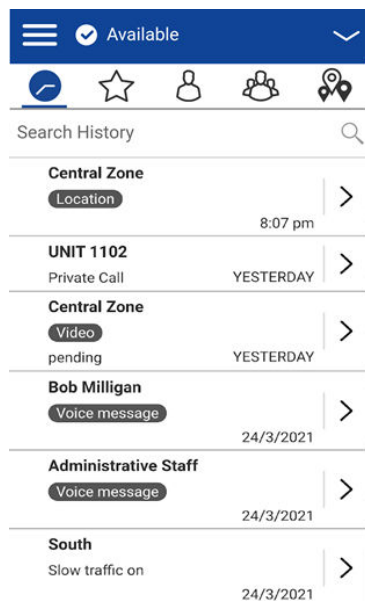 Available
Search History
Central Zone
Location
8:07 pm
UNIT 1102
Private Call YESTERDAY
Central Zone
Video
pending YESTERDAY
Bob Milligan
Voice message
24/3/2021
Administrative Staff
Voice message
24/3/2021
South
Slow traffic on
24/3/2021